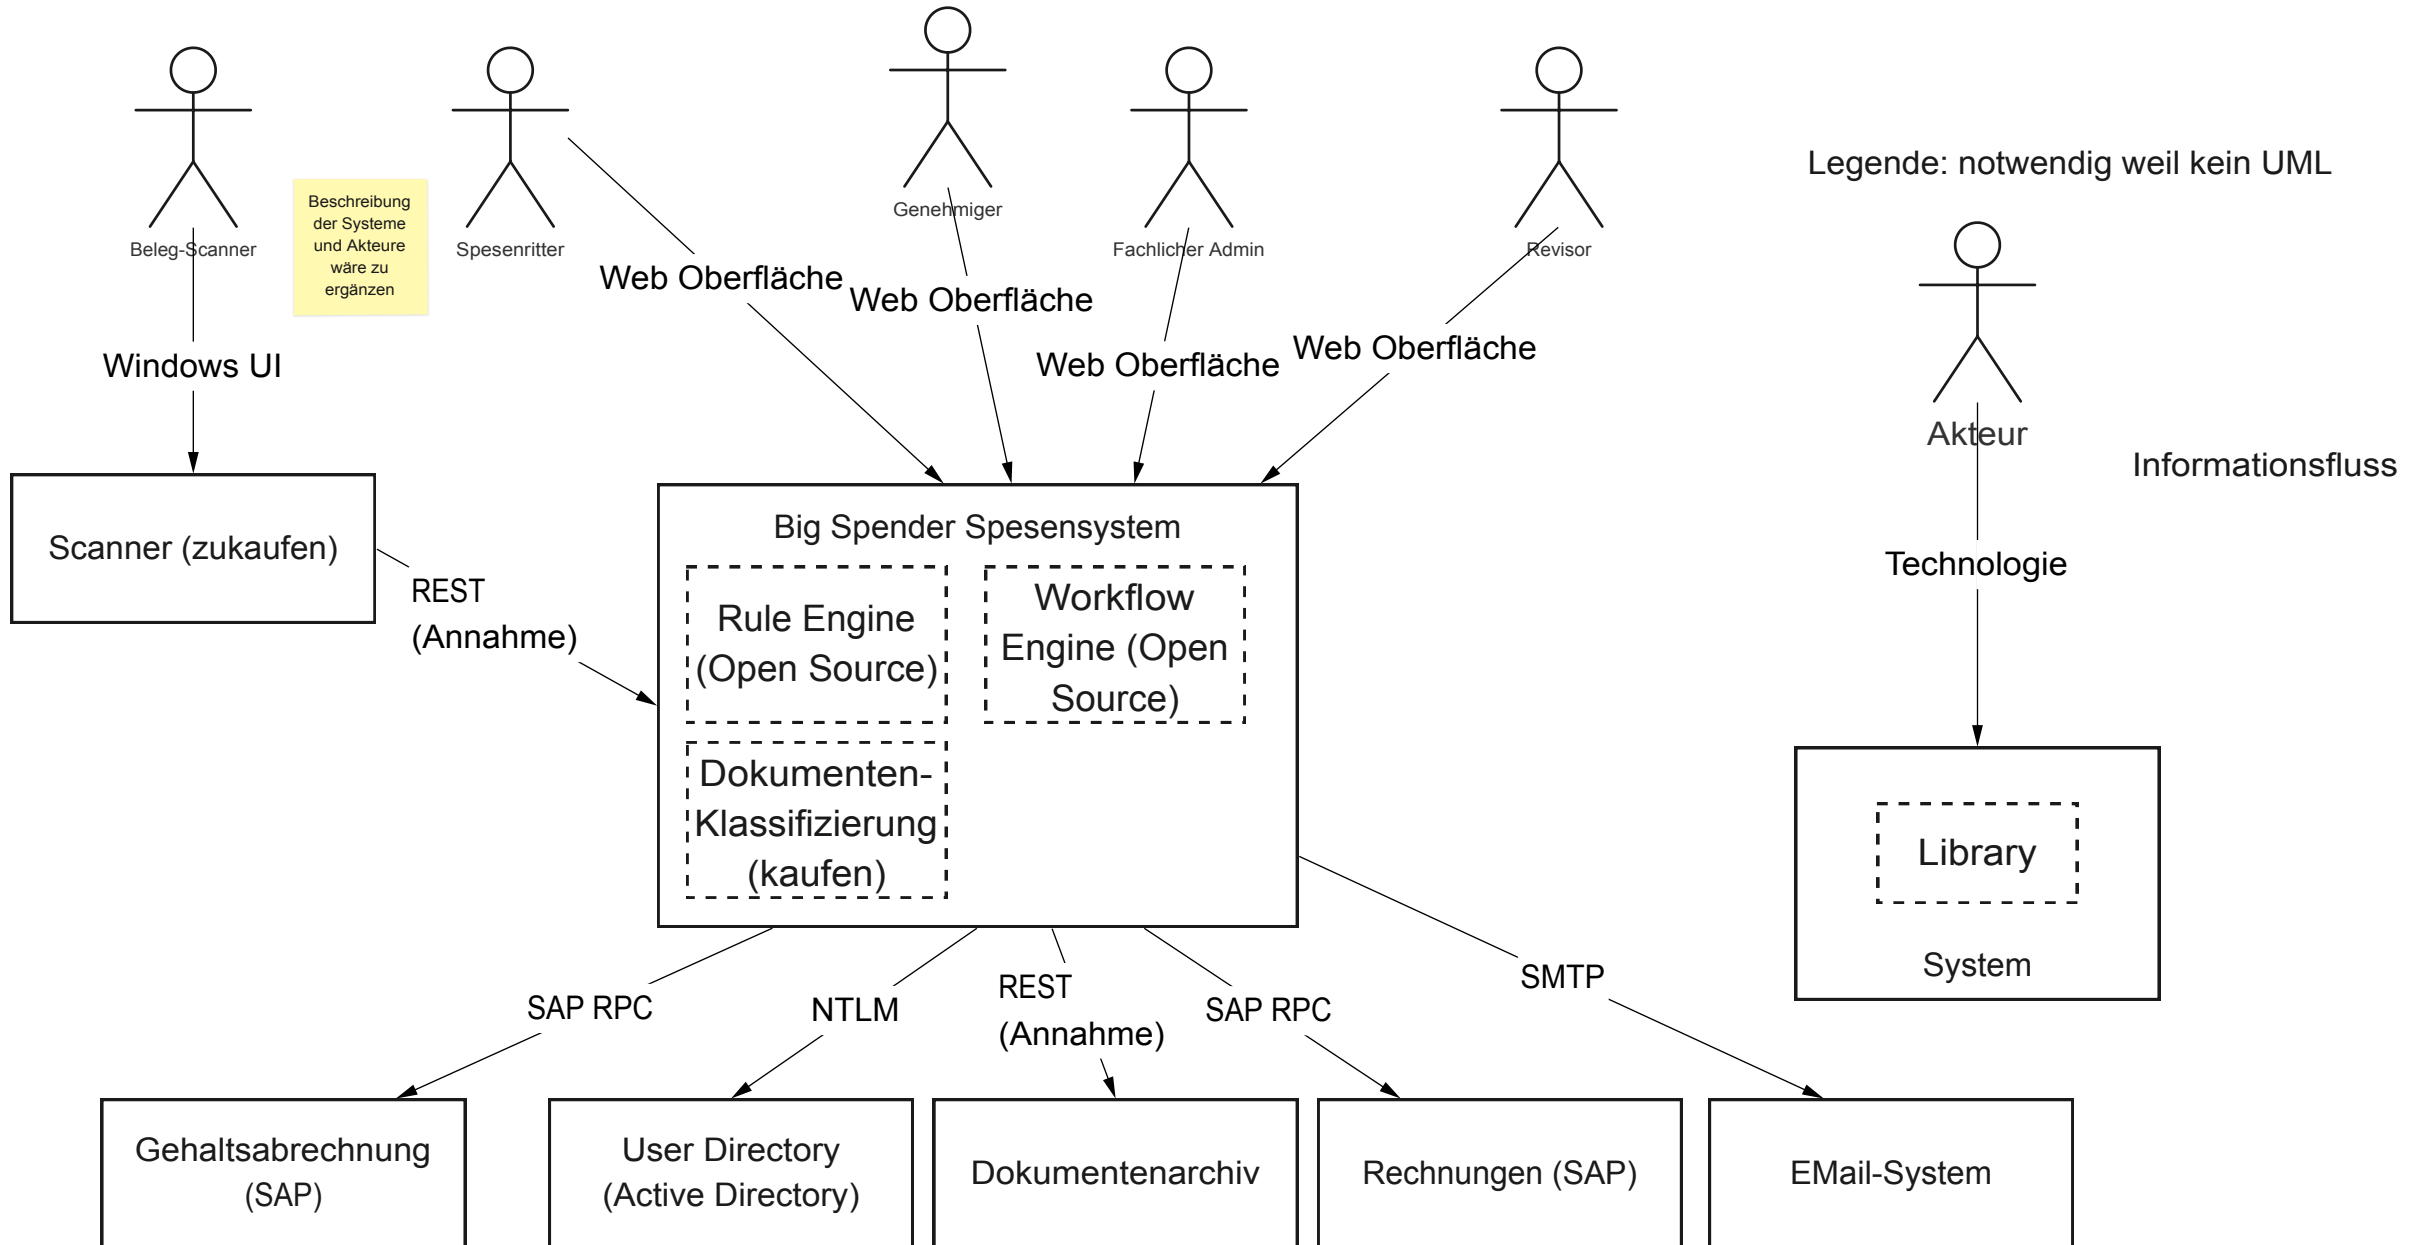 Legende: notwendig weil kein UML
Beschreibung
der Systeme
und Akteure
wäre zu
ergänzen
Beleg-Scanner
Spesenritter
Genehmiger
Fachlicher Admin
Revisor
Web Oberfläche
Web Oberfläche
Web Oberfläche
Web Oberfläche
Windows UI
Akteur
Informationsfluss
Technologie
Scanner (zukaufen)
REST
(Annahme)
Big Spender Spesensystem
Rule Engine
(Open Source)
Workflow
Engine (Open
Source)
Dokumenten-
Klassifizierung
(kaufen)
Library
System
SAP RPC
NTLM
REST
(Annahme)
SAP RPC
SMTP
Gehaltsabrechnung
(SAP)
User Directory
(Active Directory)
Dokumentenarchiv
Rechnungen (SAP)
EMail-System